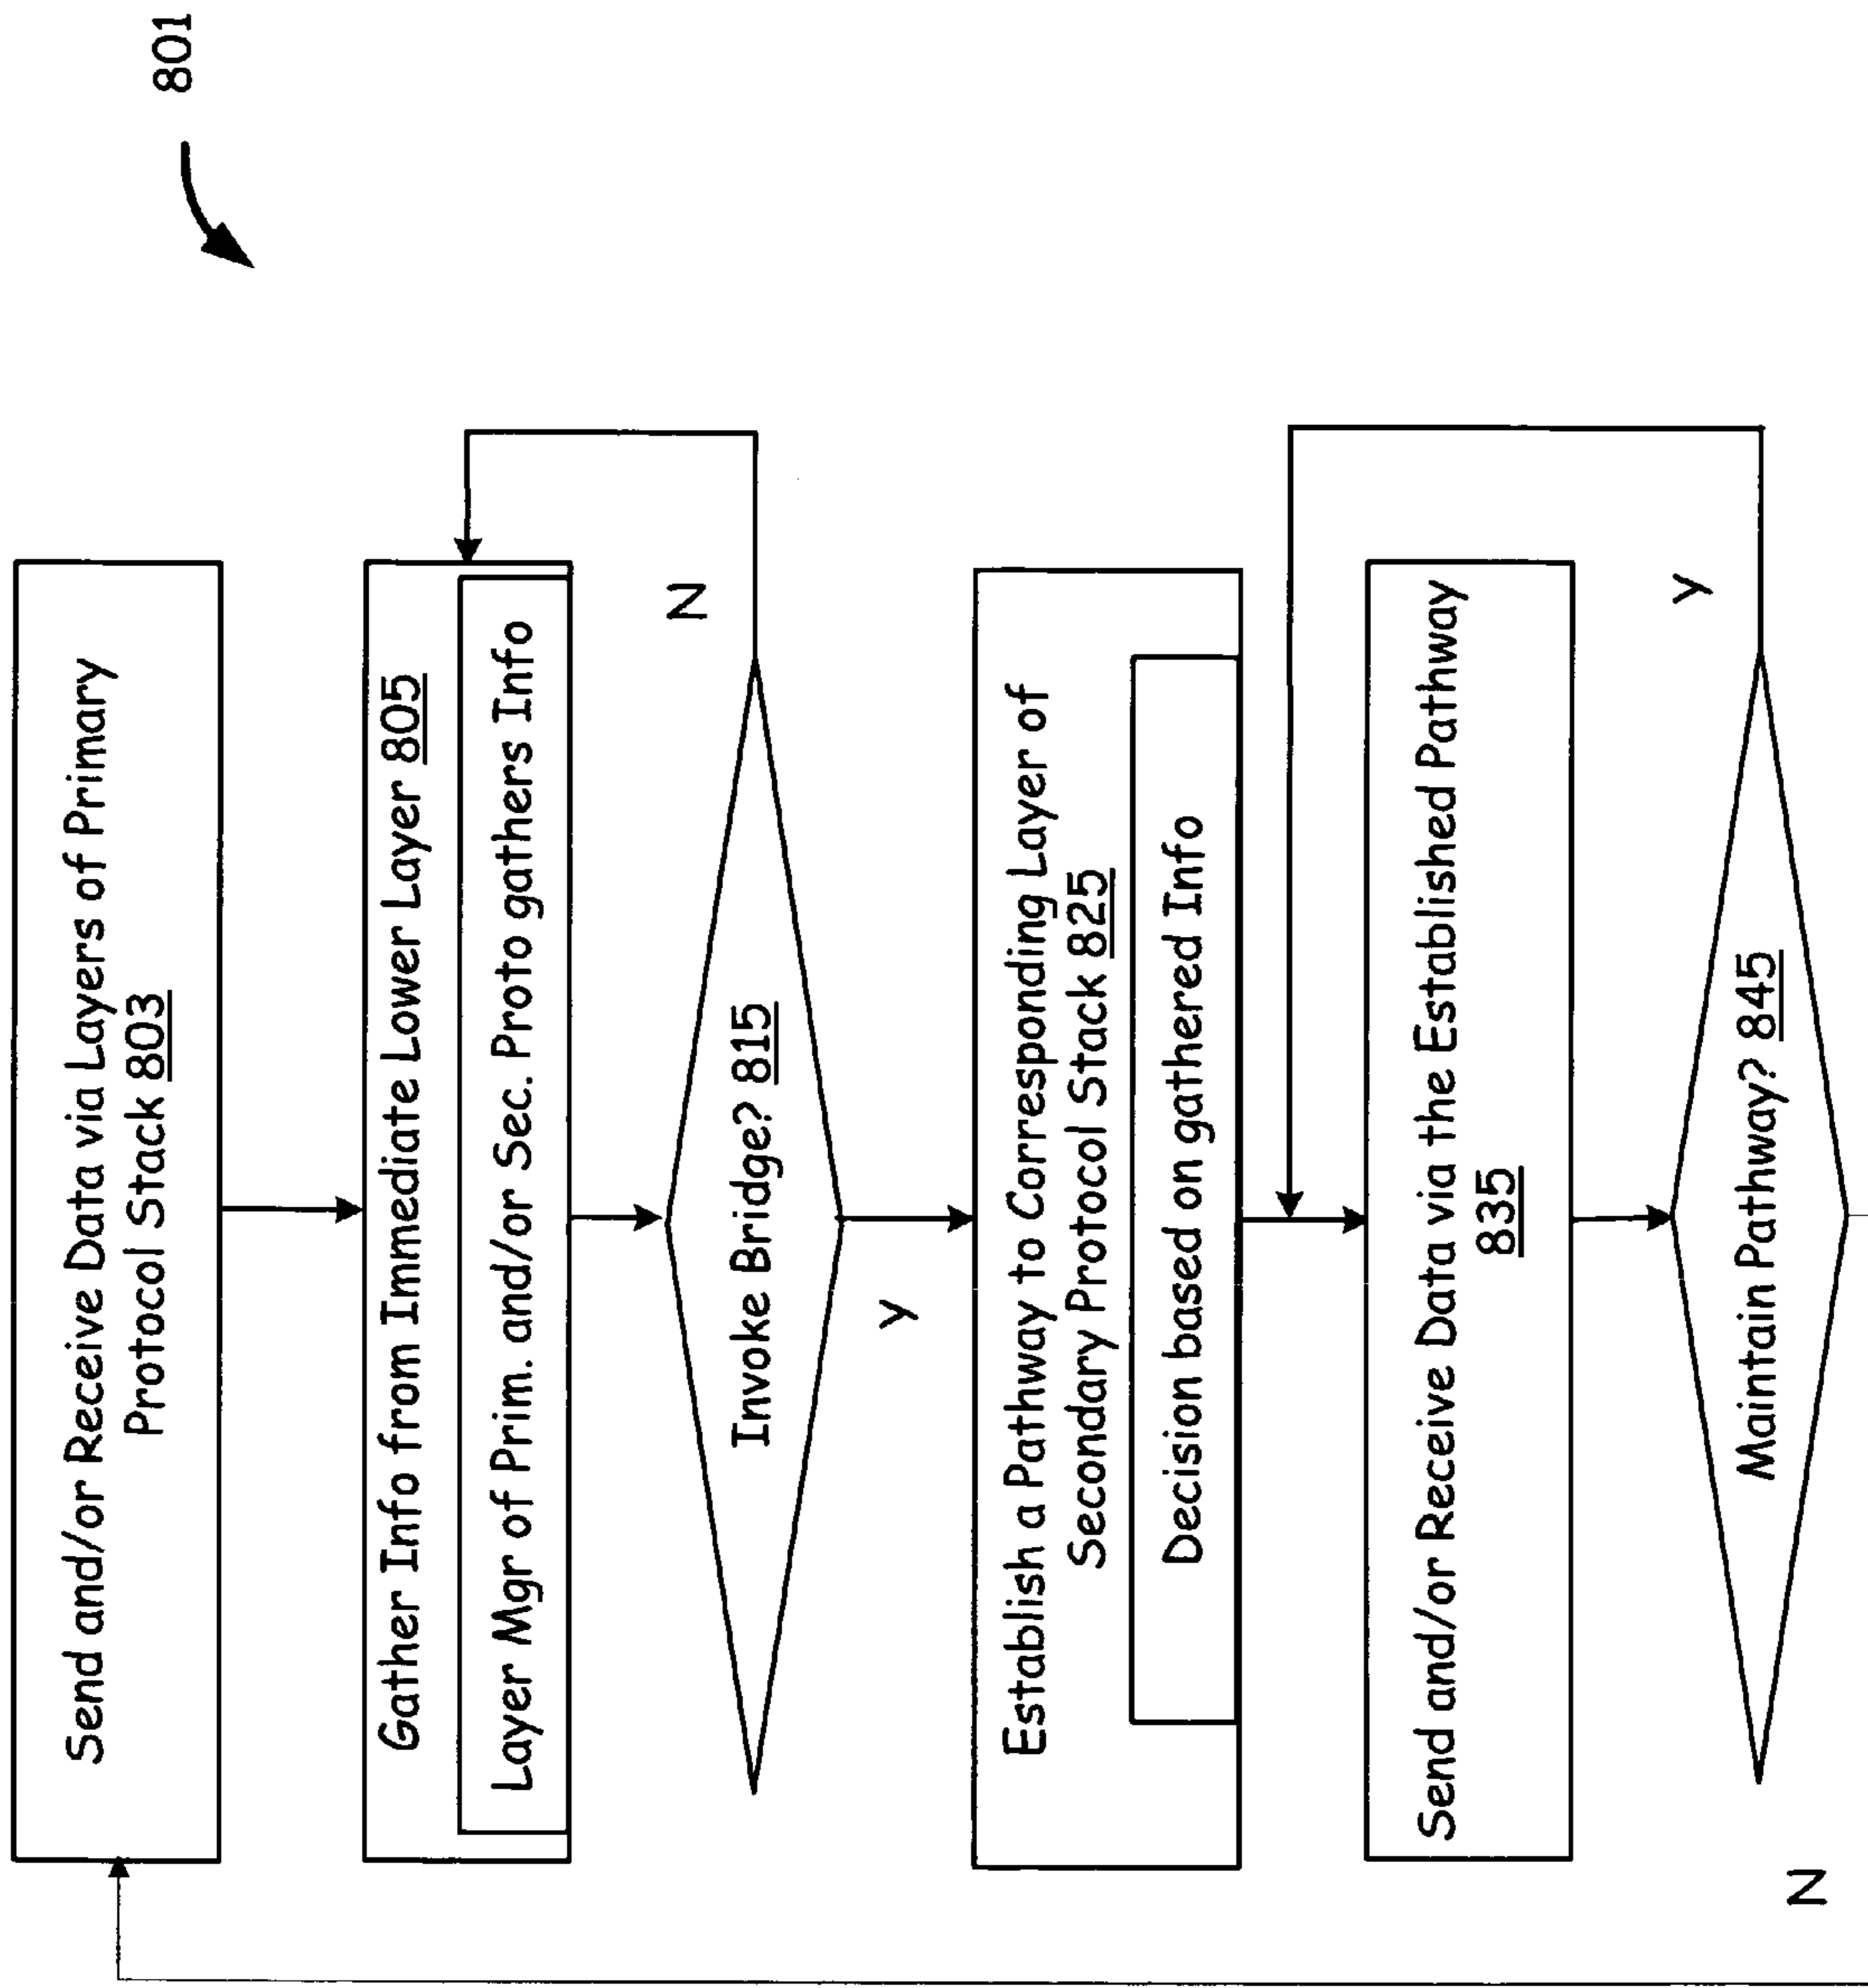 801
Send and/or Receive Data via Layers of Primary
Protocol Stack 803
Gather Info from Immediate Lower Layer 805
Layer Mgr of Prim. and/or Sec. Proto gathers Info
N
Invoke Bridge? 815
Y
Establish a Pathway to Corresponding Layer of
Secondary Protocol Stack 825
Decision based on gathered Info
Send and/or Receive Data via the Established Pathway
835
Y
Maintain Pathway? 845
N